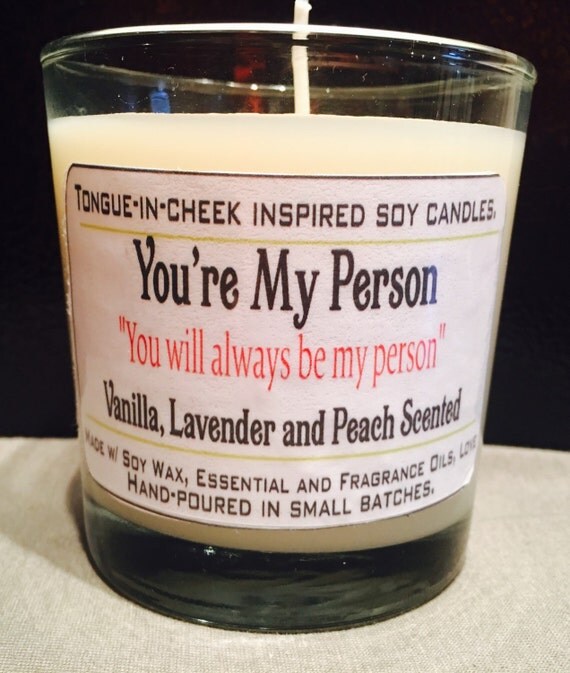 TONGUE-IN-CHEEK INSPIRED SOY CANDLES.
You're My Person
"You will always be my person"
Vanilla, Lavender and Peach Scented
MADE W/ SOY WAX, ESSENTIAL AND FRAGRANCE OILS, LOVE
HAND-POURED IN SMALL BATCHES.